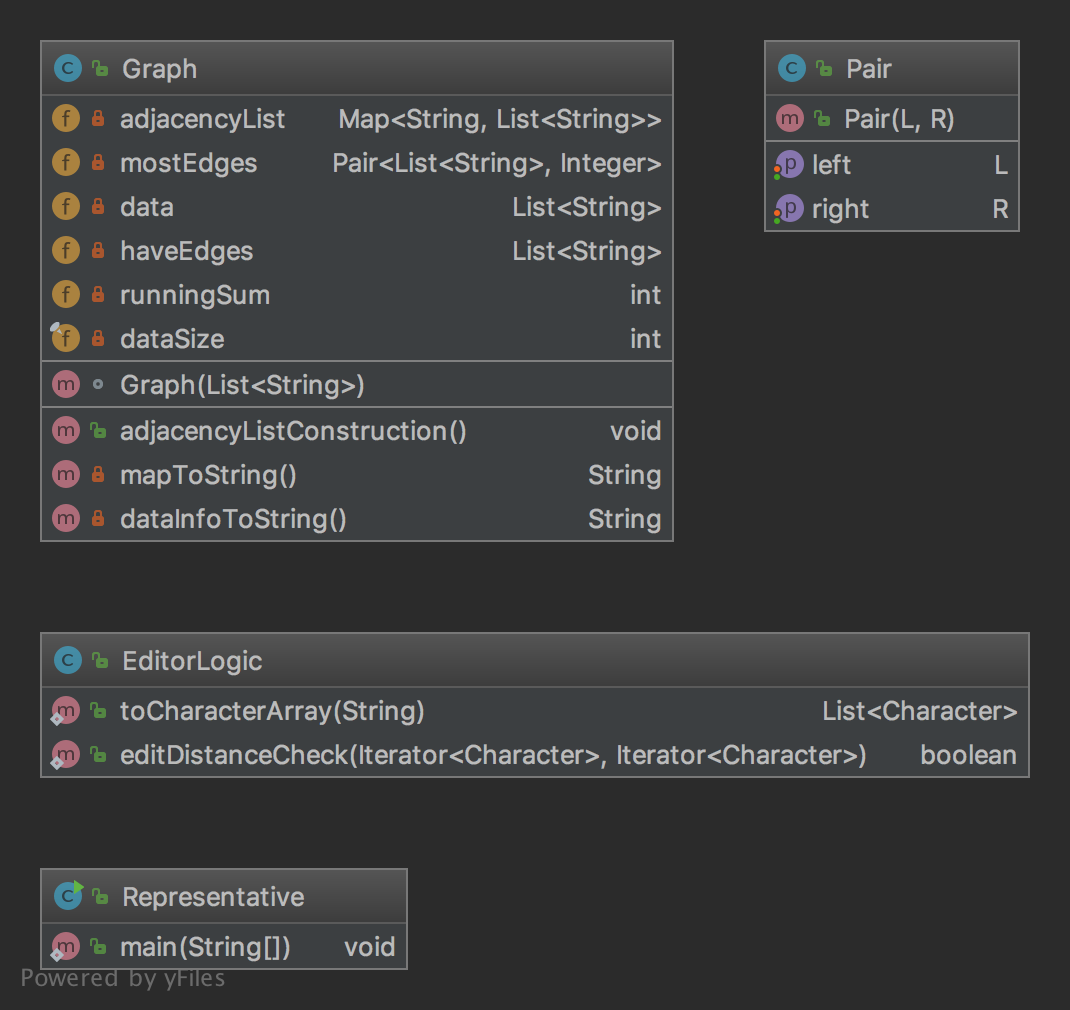 Graph
adjacencyList Map<String, List<String>>
mostEdges Pair<List<String>, Integer>
data List<String>
haveEdges List<String>
runningSum int
dataSize int
Graph(List<String>)
adjacencyListConstruction() void
mapToString() String
dataInfoToString() String
Pair
Pair(L, R)
left L
right R
EditorLogic
toCharacterArray(String) List<Character>
editDistanceCheck(Iterator<Character>, Iterator<Character>) boolean
Representative
main(String[]) void
Powered by yFiles